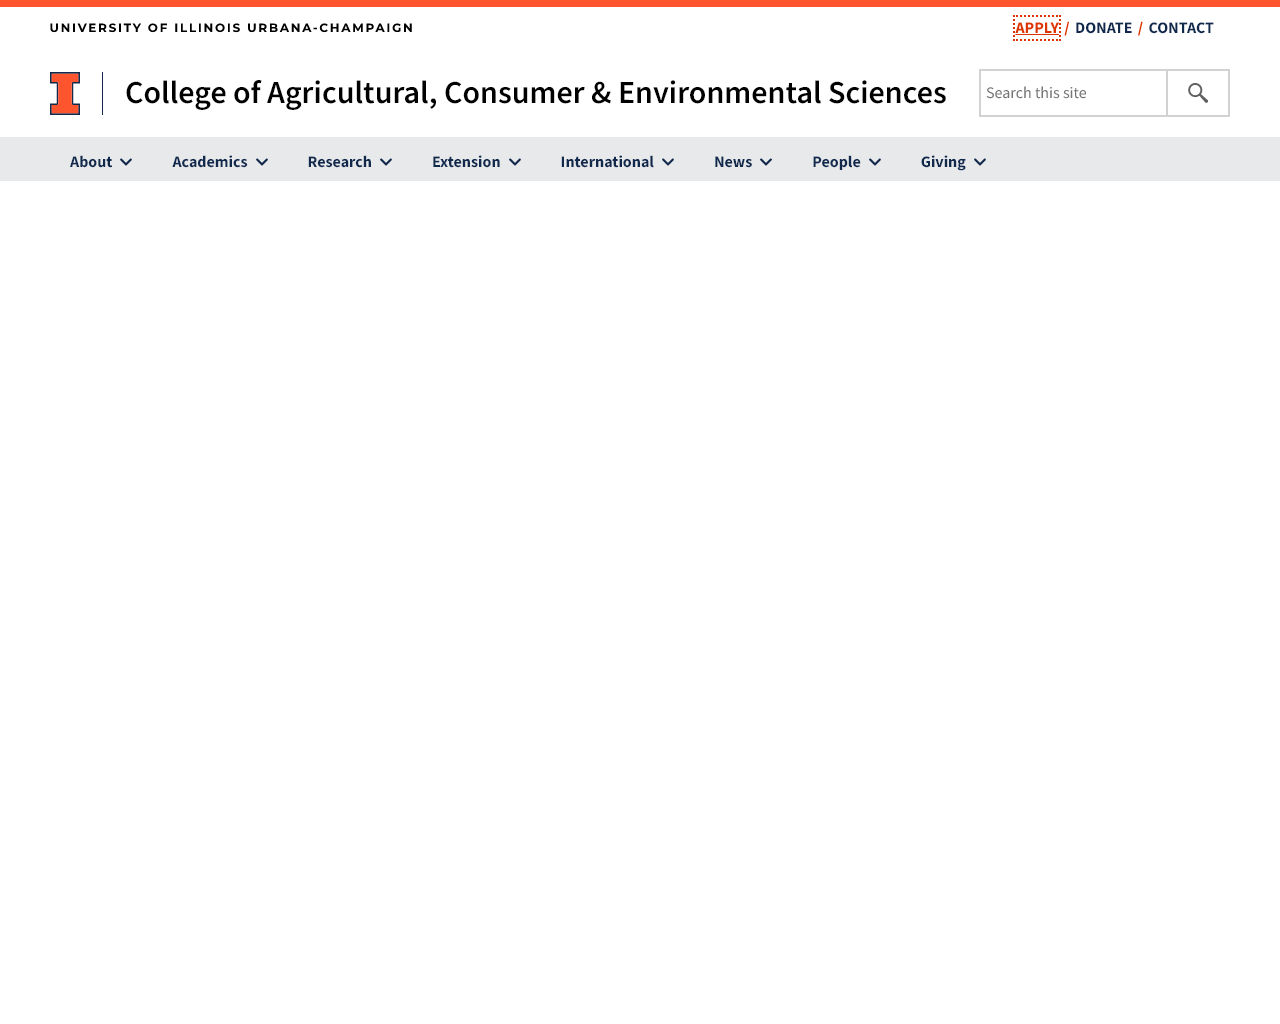 UNIVERSITY OF ILLINOIS URBANA-CHAMPAIGN
APPLY / DONATE / CONTACT
College of Agricultural, Consumer & Environmental Sciences
Search this site
About Academics Research Extension International News People Giving